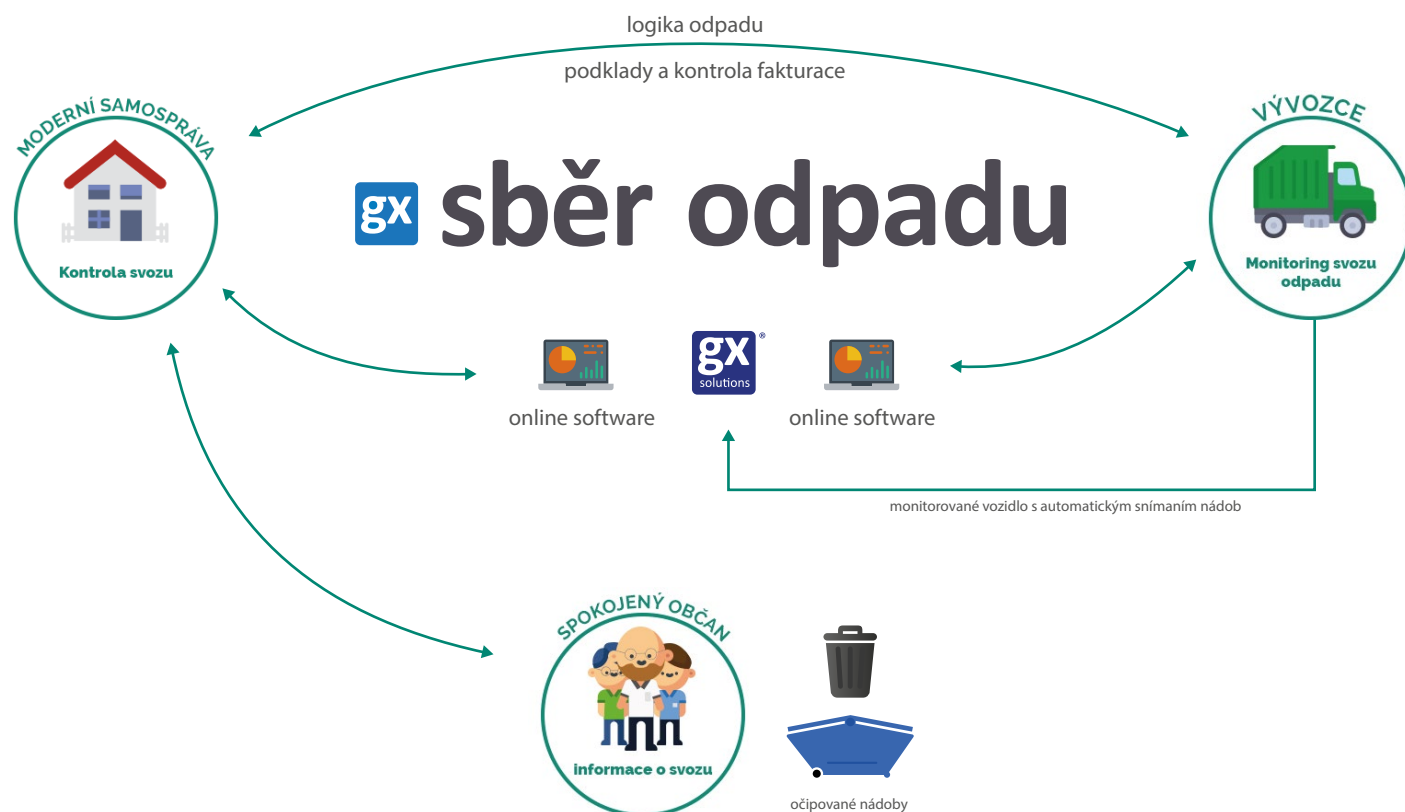 logika odpadu
podklady a kontrola fakturace
MODERNÍ SAMOSPRÁVA
Kontrola svozu
VÝVOZCE
Monitoring svozu
odpadu
gx sběr odpadu
gx®
solutions
online software
online software
monitorované vozidlo s automatickým snímaním nádob
SPOKOJENÝ OBČAN
informace o svozu
očipované nádoby